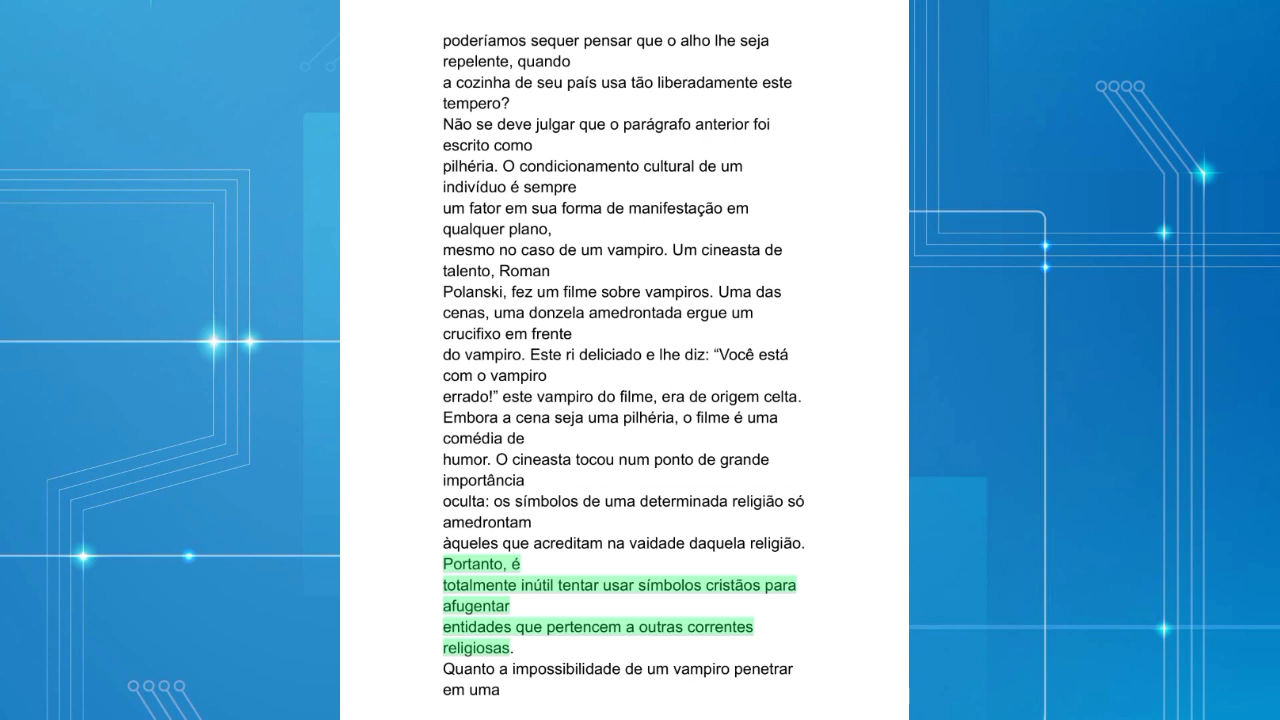 poderíamos sequer pensar que o alho lhe seja
repelente, quando
a cozinha de seu país usa tão liberadamente este
tempero?
Não se deve julgar que o parágrafo anterior foi
escrito como
pilhéria. O condicionamento cultural de um
indivíduo é sempre
um fator em sua forma de manifestação em
qualquer plano,
mesmo no caso de um vampiro. Um cineasta de
talento, Roman
Polanski, fez um filme sobre vampiros. Uma das
cenas, uma donzela amedrontada ergue um
crucifixo em frente
do vampiro. Este ri deliciado e lhe diz: “Você está
com o vampiro
errado!” este vampiro do filme, era de origem celta.
Embora a cena seja uma pilhéria, o filme é uma
comédia de
humor. O cineasta tocou num ponto de grande
importância
oculta: os símbolos de uma determinada religião só
amedrontam
àqueles que acreditam na vaidade daquela religião.
Portanto, é
totalmente inútil tentar usar símbolos cristãos para
afugentar
entidades que pertencem a outras correntes
religiosas.
Quanto a impossibilidade de um vampiro penetrar
em uma